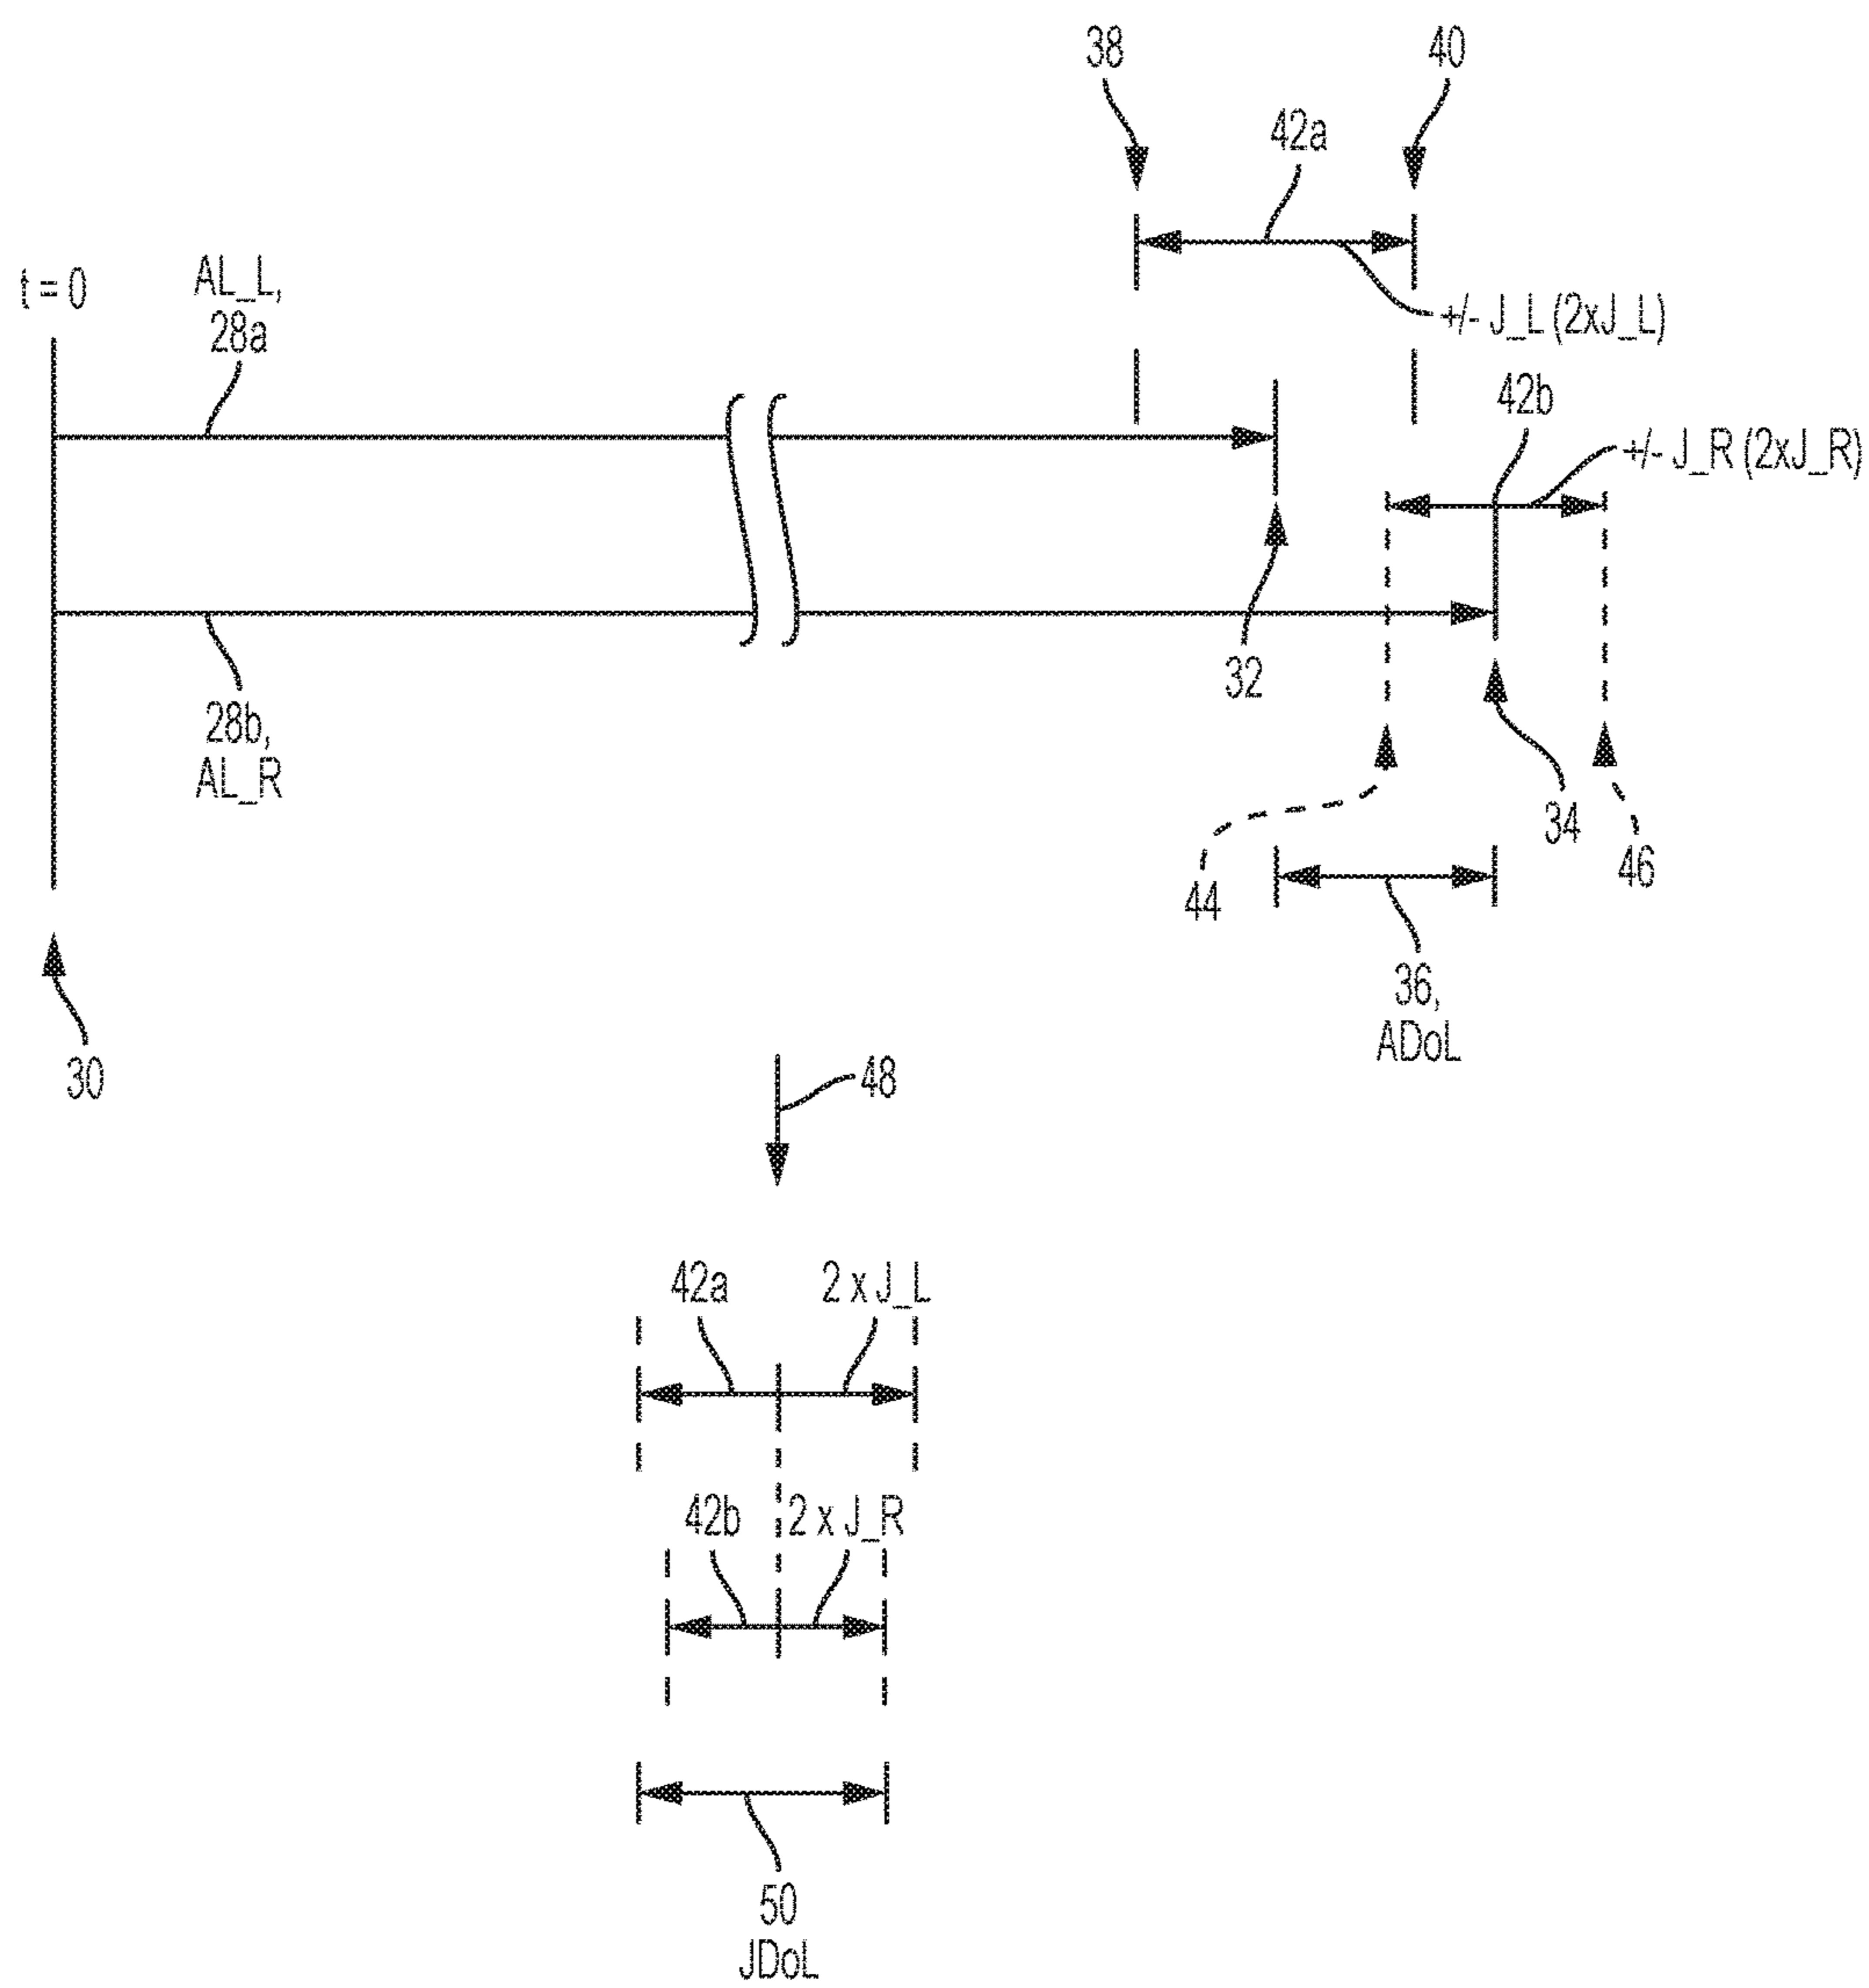 38
40
42a
t = 0
AL_L,
28a
+/- J_L (2xJ_L)
42b
+/- J_R (2xJ_R)
32
28b,
AL_R
34
44
46
36,
ADoL
30
48
42a
2 x J_L
42b
2 x J_R
50
JDoL